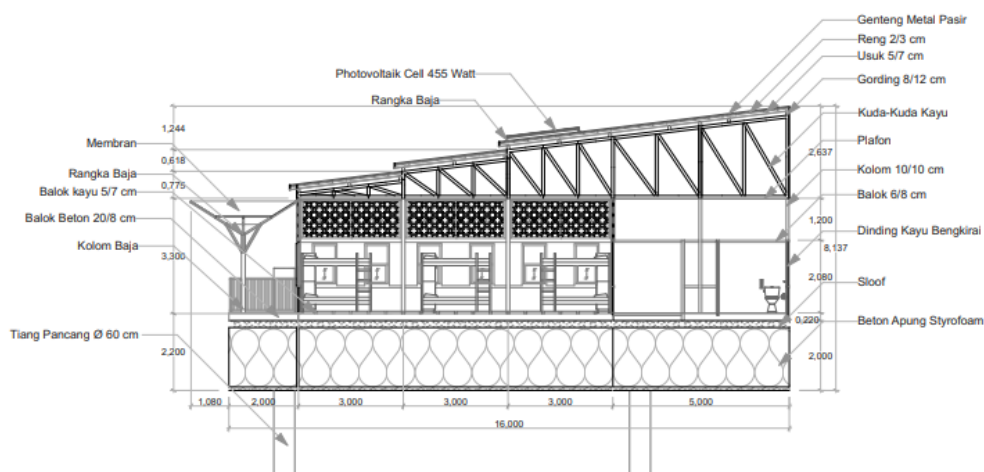 Genteng Metal Pasir
Reng 2/3 cm
Usuk 5/7 cm
Gording 8/12 cm
Kuda-Kuda Kayu
Plafon
Kolom 10/10 cm
Balok 6/8 cm
Dinding Kayu Bengkirai
Sloof
Beton Apung Styrofoam
Photovoltaik Cell 455 Watt
Rangka Baja
Membran
Rangka Baja
Balok kayu 5/7 cm
Balok Beton 20/8 cm
Kolom Baja
Tiang Pancang Ø 60 cm
1,244
0,618
0,775
3,300
2,200
2,637
1,200
8,137
2,080
0,220
2,000
1,080
2,000
3,000
3,000
3,000
5,000
16,000